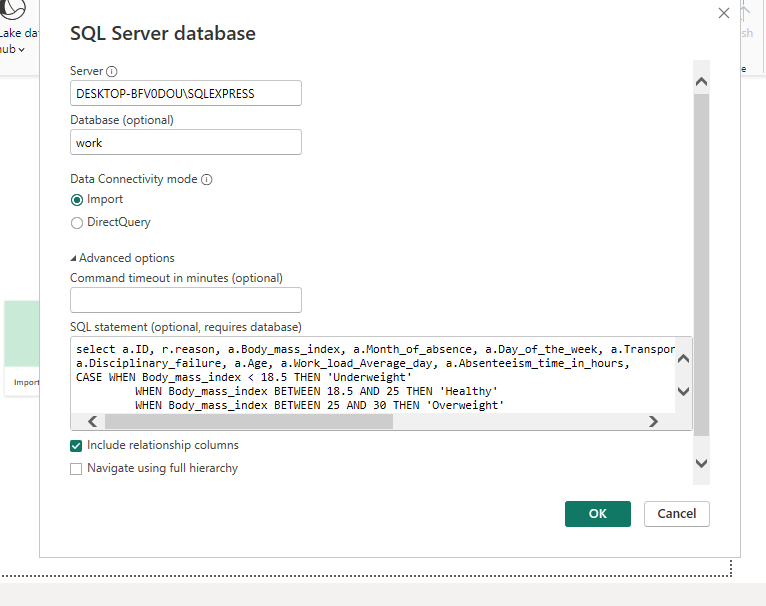 Lake da
hub
sh
e
SQL Server database
Server
DESKTOP-BFV0DOU\SQLEXPRESS
Database (optional)
work
Data Connectivity mode
Import
DirectQuery
Advanced options
Command timeout in minutes (optional)
SQL statement (optional, requires database)
select a.ID, r.reason, a.Body_mass_index, a.Month_of_absence, a.Day_of_the_week, a.Transpor
a.Disciplinary_failure, a.Age, a.Work_load_Average_day, a.Absenteeism_time_in_hours,
CASE WHEN Body_mass_index < 18.5 THEN 'Underweight'
WHEN Body_mass_index BETWEEN 18.5 AND 25 THEN 'Healthy'
WHEN Body_mass_index BETWEEN 25 AND 30 THEN 'Overweight'
Import
Include relationship columns
Navigate using full hierarchy
OK
Cancel